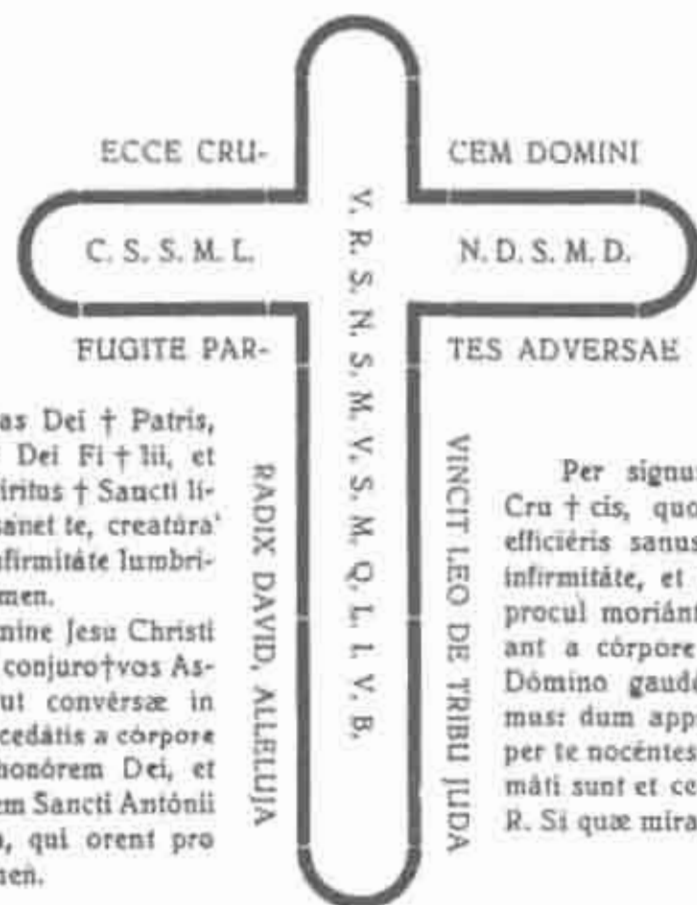 ECCE CRU-
CEM DOMINI
C. S. S. M. L.
N. D. S. M. D.
FUGITE PAR-
TES ADVERSAE
V. R. S. N. S. M. V. S. M. Q. L. I. V. B.
RADIX DAVID, ALLELUJA
VINCIT LEO DE TRIBU JUDA
as Dei † Patris,
Dei Fi † lii, et
iritus † Sancti li-
sanet te, creatúra
nfirmitáte lumbri-
men.
nine Jesu Christi
conjuro†vos As-
ut convérsæ in
cedátis a córpore
honórem Dei, et
em Sancti Antónii
, qui orent pro
nen.
Per signu
Cru † cis, quo
efficiéris sanus
infirmitáte, et
procul moriánt
ant a córpore
Dómino gaudé
mus: dum app
per te nocéntes
máti sunt et ce
R. Si quæ mira